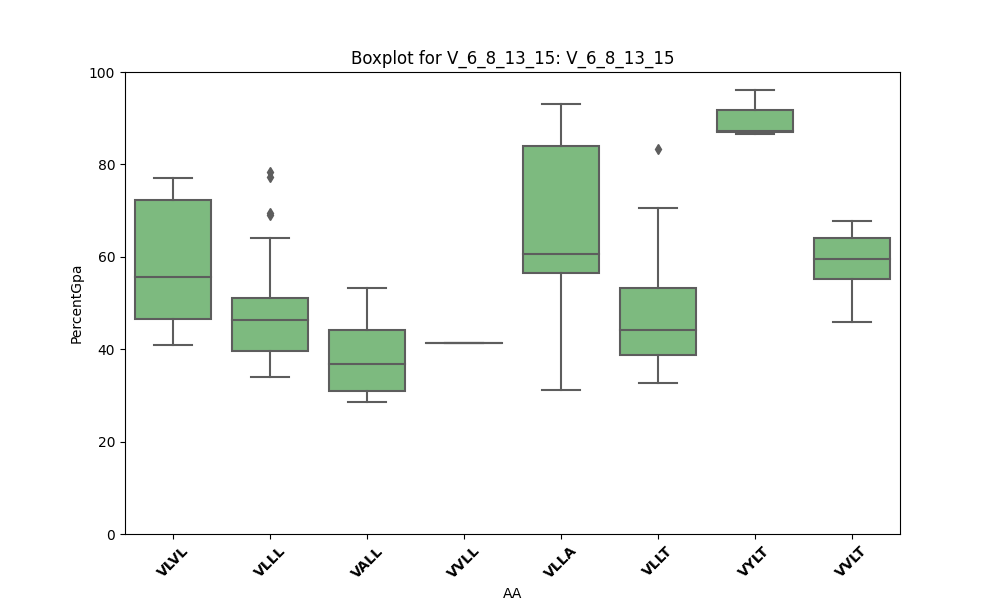 Boxplot for V_6_8_13_15: V_6_8_13_15
100
80
60
40
20
0
PercentGpa
VLVL
VLLL
VALL
VVLL
VLLA
VLLT
VYLT
VVLT
AA